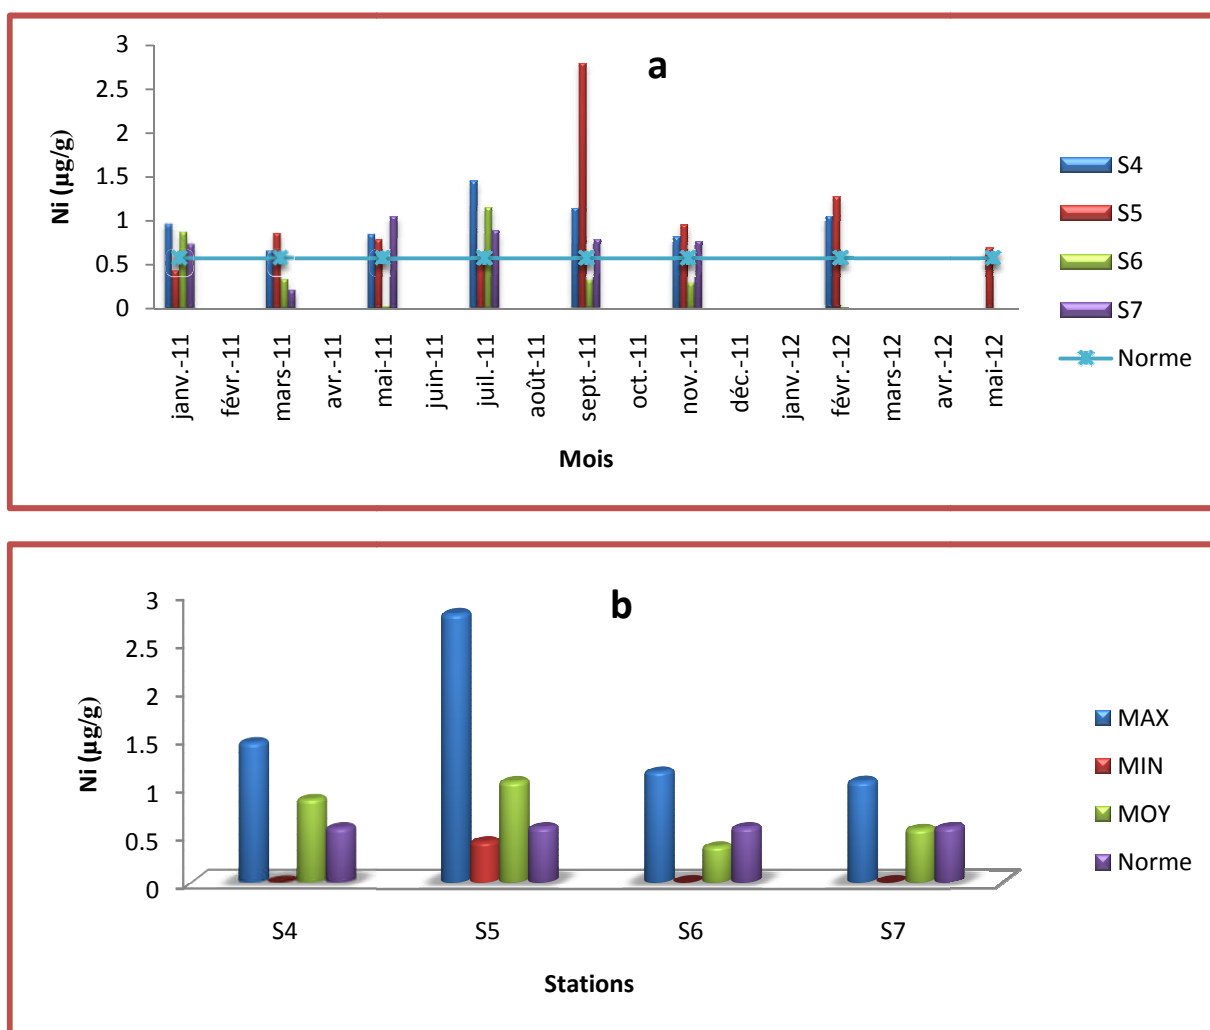 a
Ni (µg/g)
3
2.5
2
1.5
1
0.5
0
janv.-11
févr.-11
mars-11
avr.-11
mai-11
juin-11
juil.-11
août-11
sept.-11
oct.-11
nov.-11
déc.-11
janv.-12
févr.-12
mars-12
avr.-12
mai-12
Mois
S4
S5
S6
S7
Norme
b
Ni (µg/g)
3
2.5
2
1.5
1
0.5
0
S4
S5
S6
S7
Stations
MAX
MIN
MOY
Norme